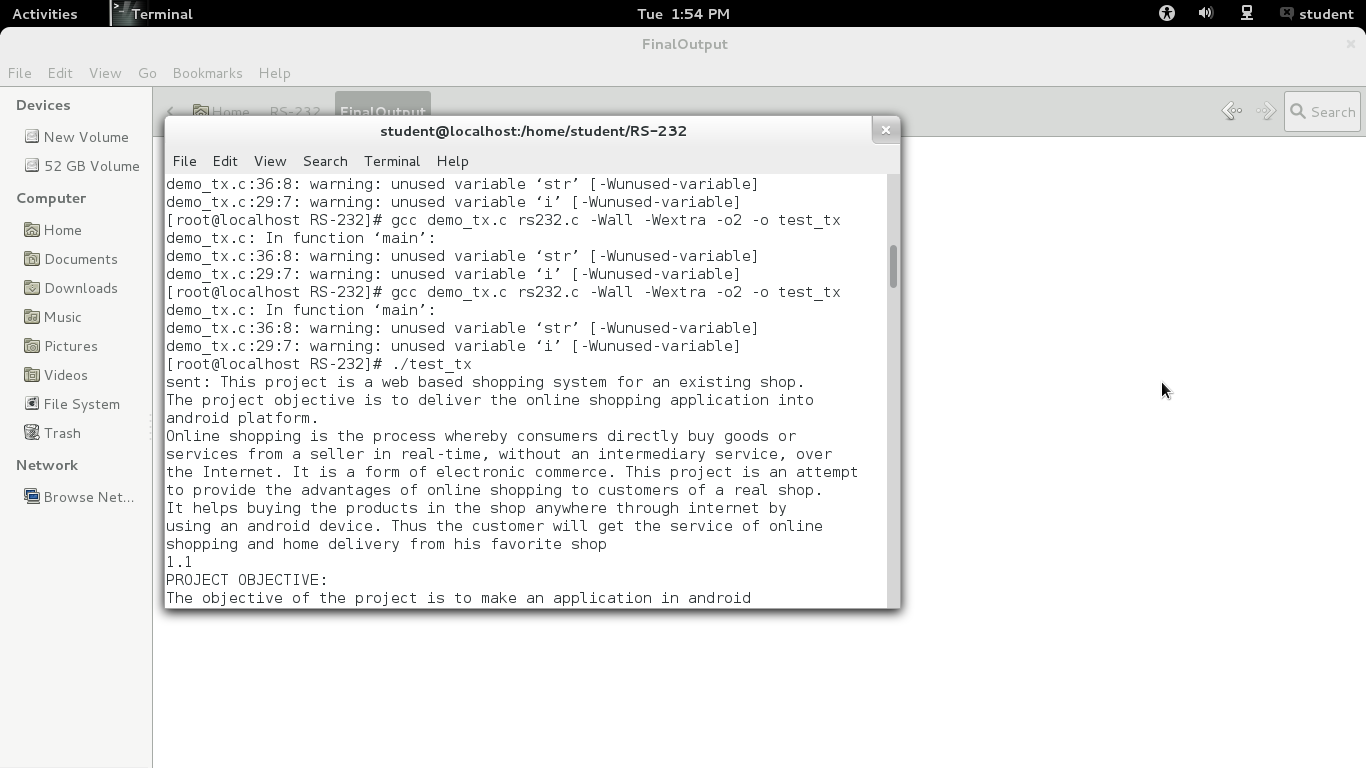 Activities Terminal Tue 1:54 PM student
FinalOutput
File Edit View Go Bookmarks Help
Devices
New Volume
52 GB Volume
Computer
Home
Documents
Downloads
Music
Pictures
Videos
File System
Trash
Network
Browse Net...
Home RS-232 FinalOutput Search
student@localhost:/home/student/RS-232
File Edit View Search Terminal Help
demo_tx.c:36:8: warning: unused variable ‘str’ [-Wunused-variable]
demo_tx.c:29:7: warning: unused variable ‘i’ [-Wunused-variable]
[root@localhost RS-232]# gcc demo_tx.c rs232.c -Wall -Wextra -o2 -o test_tx
demo_tx.c: In function ‘main’:
demo_tx.c:36:8: warning: unused variable ‘str’ [-Wunused-variable]
demo_tx.c:29:7: warning: unused variable ‘i’ [-Wunused-variable]
[root@localhost RS-232]# gcc demo_tx.c rs232.c -Wall -Wextra -o2 -o test_tx
demo_tx.c: In function ‘main’:
demo_tx.c:36:8: warning: unused variable ‘str’ [-Wunused-variable]
demo_tx.c:29:7: warning: unused variable ‘i’ [-Wunused-variable]
[root@localhost RS-232]# ./test_tx
sent: This project is a web based shopping system for an existing shop.
The project objective is to deliver the online shopping application into
android platform.
Online shopping is the process whereby consumers directly buy goods or
services from a seller in real-time, without an intermediary service, over
the Internet. It is a form of electronic commerce. This project is an attempt
to provide the advantages of online shopping to customers of a real shop.
It helps buying the products in the shop anywhere through internet by
using an android device. Thus the customer will get the service of online
shopping and home delivery from his favorite shop
1.1
PROJECT OBJECTIVE:
The objective of the project is to make an application in android